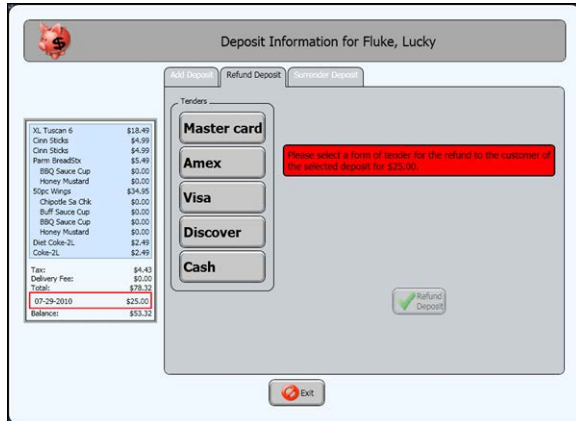 Deposit Information for Fluke, Lucky
Add Deposit
Refund Deposit
Surrender Deposit
XL Tuscan 6 $18.49
Cinn Sticks $4.99
Cinn Sticks $4.99
Parm BreadStx $5.49
BBQ Sauce Cup $0.00
Honey Mustard $0.00
50pc Wings $34.95
Chipotle Sa Chk $0.00
Buff Sauce Cup $0.00
BBQ Sauce Cup $0.00
Honey Mustard $0.00
Diet Coke-2L $2.49
Coke-2L $2.49
Tax: $4.43
Delivery Fee: $0.00
Total: $78.32
07-29-2010 $25.00
Balance: $53.32
Tenders
Master card
Amex
Visa
Discover
Cash
Please select a form of tender for the refund to the customer of
the selected deposit for $25.00.
Refund
Deposit
Exit